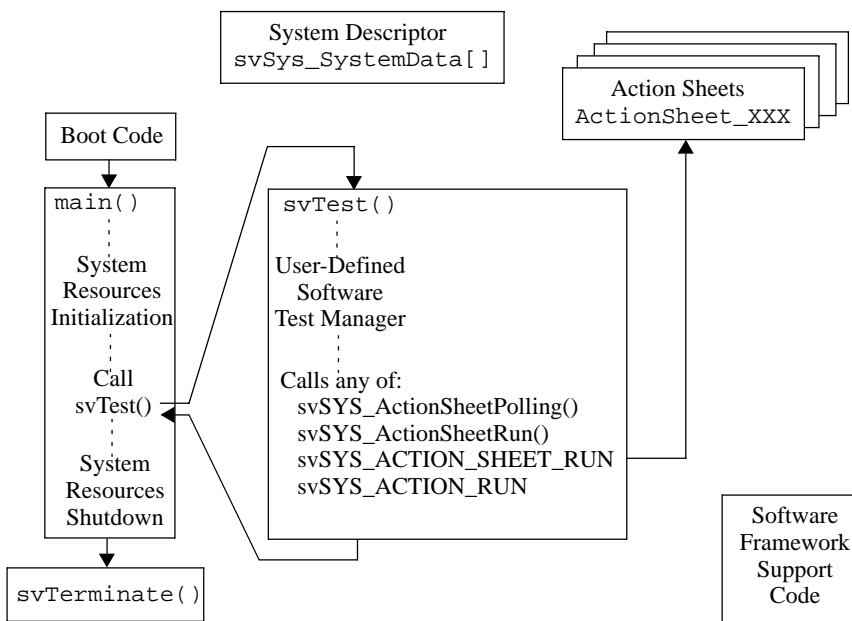 System Descriptor
svSys_SystemData[]
Action Sheets
ActionSheet_XXX
Boot Code
main()
System
Resources
Initialization
Call
svTest()
System
Resources
Shutdown
svTerminate()
svTest()
User-Defined
Software
Test Manager
Calls any of:
svSYS_ActionSheetPolling()
svSYS_ActionSheetRun()
svSYS_ACTION_SHEET_RUN
svSYS_ACTION_RUN
Software
Framework
Support
Code